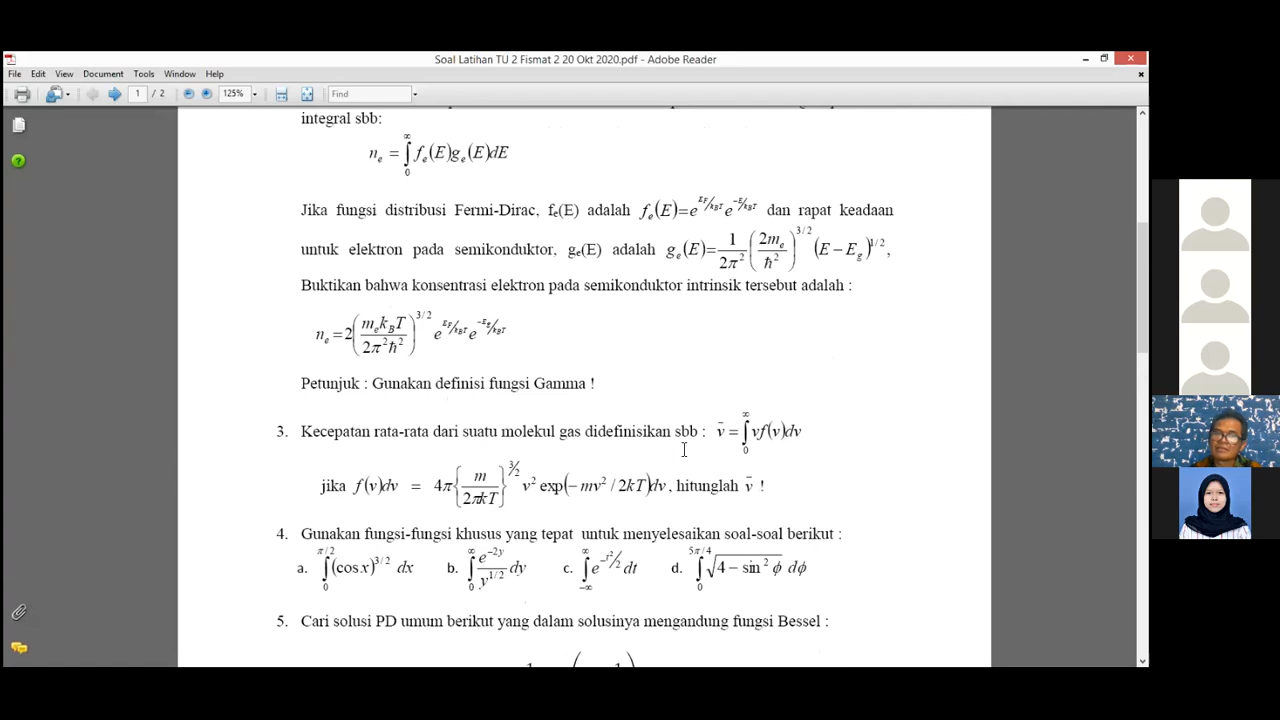 Soal Latihan TU 2 Fismat 2 20 Okt 2020.pdf - Adobe Reader
File Edit View Document Tools Window Help
1 / 2 125% Find
integral sbb:
n_e = ∫_0^∞ f_e(E)g_e(E)dE
Jika fungsi distribusi Fermi-Dirac, f_e(E) adalah f_e(E)=e^{E_F/k_BT} e^{-E/k_BT} dan rapat keadaan
untuk elektron pada semikonduktor, g_e(E) adalah g_e(E)=1/2π² (2m_e/ħ²)^{3/2} (E − E_g)^{1/2},
Buktikan bahwa konsentrasi elektron pada semikonduktor intrinsik tersebut adalah :
n_e = 2(m_e k_B T/2π²ħ²)^{3/2} e^{E_F/k_BT} e^{-E_g/k_BT}
Petunjuk : Gunakan definisi fungsi Gamma !
3. Kecepatan rata-rata dari suatu molekul gas didefinisikan sbb : v̄ = ∫_0^∞ vf(v)dv
jika f(v)dv = 4π{m/2πkT}^{3/2} v² exp(− mv² / 2kT)dv, hitunglah v̄ !
4. Gunakan fungsi-fungsi khusus yang tepat untuk menyelesaikan soal-soal berikut :
a. ∫_0^{π/2} (cos x)^{3/2} dx b. ∫_0^∞ e^{-2y}/y^{1/2} dy c. ∫_{-∞}^∞ e^{-t²/2} dt d. ∫_0^{5π/4} √(4 − sin² φ) dφ
5. Cari solusi PD umum berikut yang dalam solusinya mengandung fungsi Bessel :